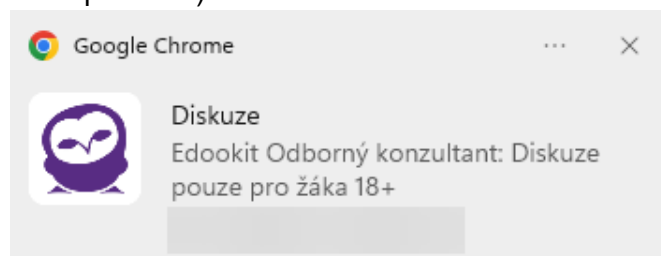 Google Chrome
Diskuze
Edookit Odborný konzultant: Diskuze
pouze pro žáka 18+